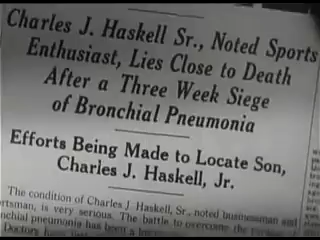 Charles J. Haskell Sr., Noted Sports
Enthusiast, Lies Close to Death
After a Three Week Siege
of Bronchial Pneumonia
Efforts Being Made to Locate Son,
Charles J. Haskell, Jr.
The condition of Charles J. Haskell, Sr., noted businessman and
sportsman, is very serious. The battle to overcome the
bronchial pneumonia has been a
Doctors have